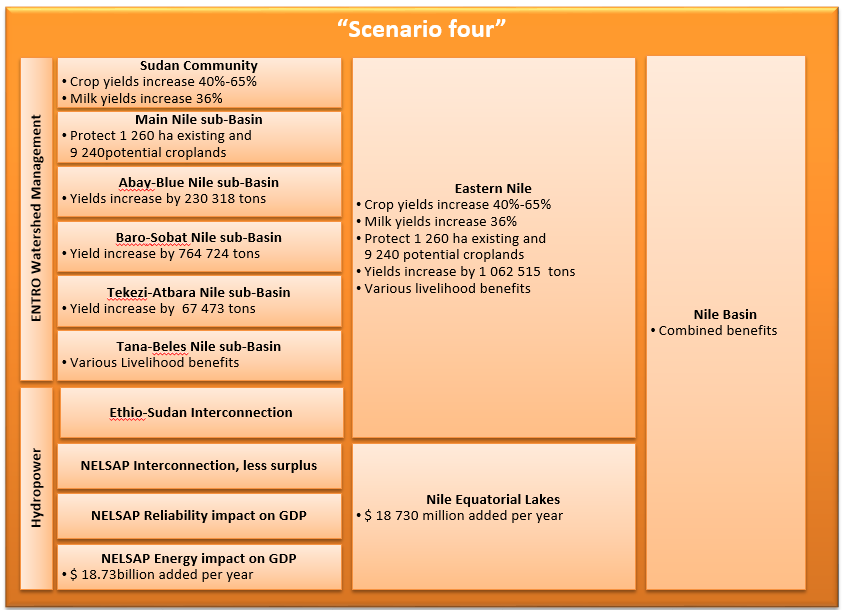 “Scenario four”
ENTRO Watershed Management
Sudan Community
• Crop yields increase 40%-65%
• Milk yields increase 36%
Main Nile sub-Basin
• Protect 1 260 ha existing and
9 240potential croplands
Abay-Blue Nile sub-Basin
• Yields increase by 230 318 tons
Baro-Sobat Nile sub-Basin
• Yield increase by 764 724 tons
Tekezi-Atbara Nile sub-Basin
• Yield increase by 67 473 tons
Tana-Beles Nile sub-Basin
• Various Livelihood benefits
Hydropower
Ethio-Sudan Interconnection
NELSAP Interconnection, less surplus
NELSAP Reliability impact on GDP
NELSAP Energy impact on GDP
• $ 18.73billion added per year
Eastern Nile
• Crop yields increase 40%-65%
• Milk yields increase 36%
• Protect 1 260 ha existing and
9 240 potential croplands
• Yields increase by 1 062 515 tons
• Various livelihood benefits
Nile Equatorial Lakes
• $ 18 730 million added per year
Nile Basin
• Combined benefits